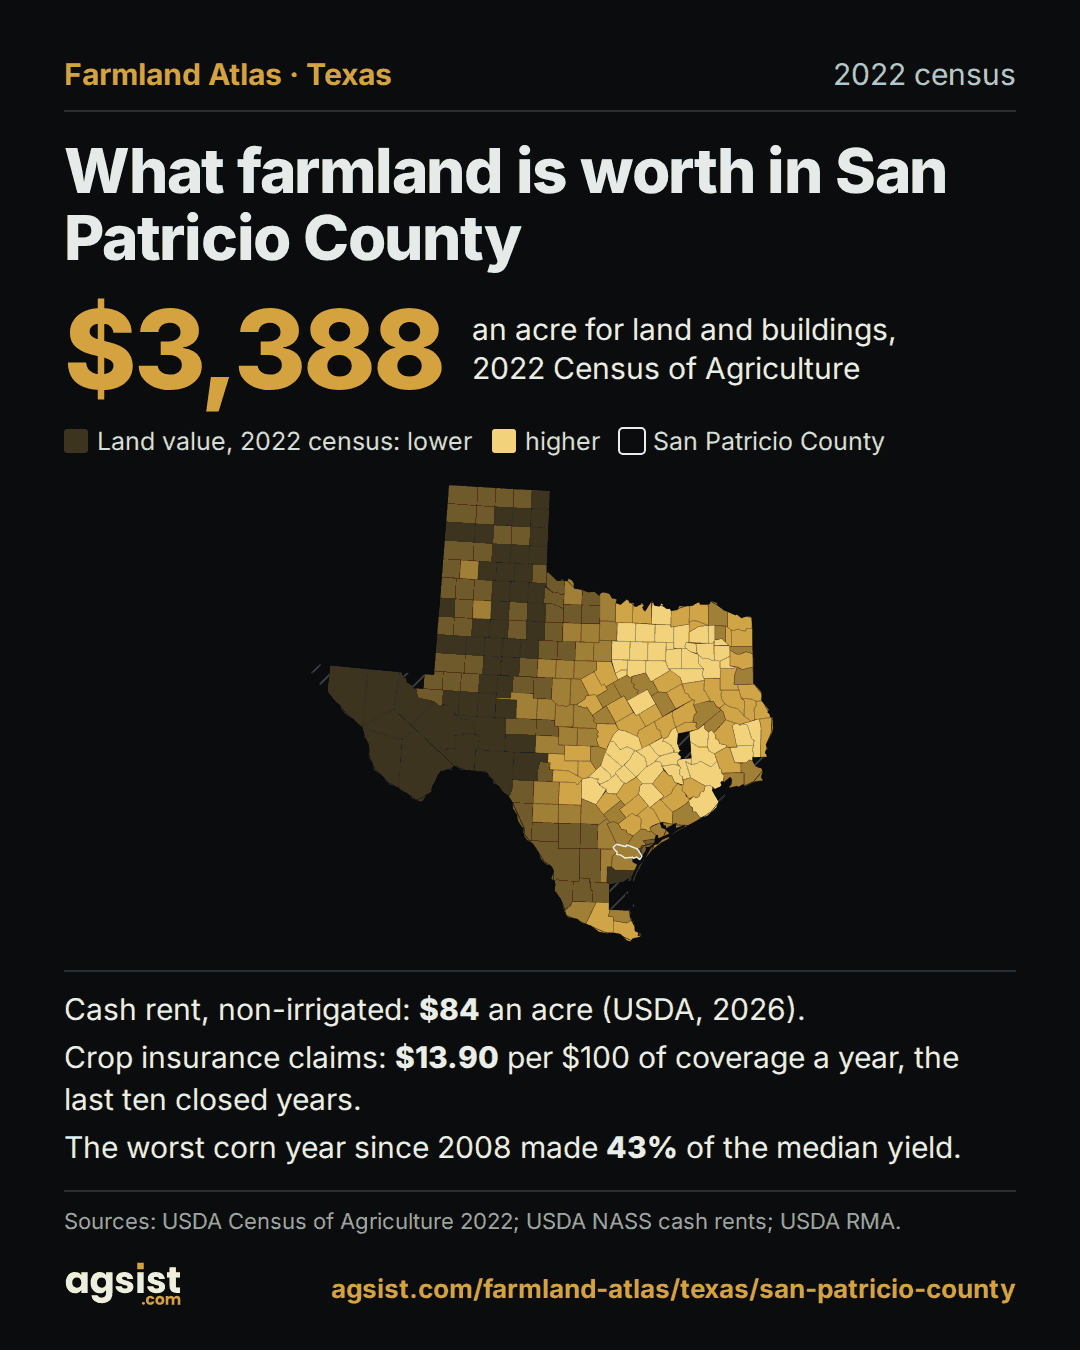 Farmland Atlas · Texas
2022 census
What farmland is worth in San
Patricio County
$3,388
an acre for land and buildings,
2022 Census of Agriculture
Land value, 2022 census: lower
higher
San Patricio County
Cash rent, non-irrigated: $84 an acre (USDA, 2026).
Crop insurance claims: $13.90 per $100 of coverage a year, the
last ten closed years.
The worst corn year since 2008 made 43% of the median yield.
Sources: USDA Census of Agriculture 2022; USDA NASS cash rents; USDA RMA.
agsist
.com
agsist.com/farmland-atlas/texas/san-patricio-county